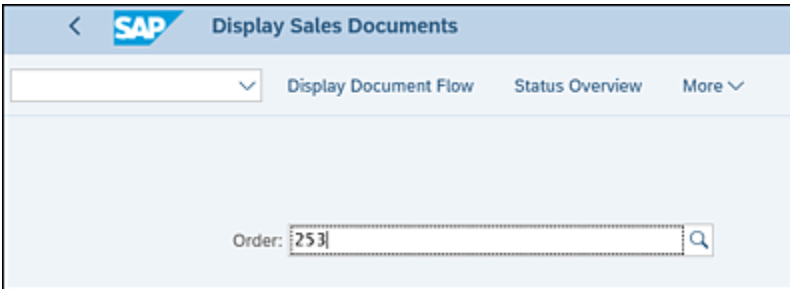 SAP Display Sales Documents
Display Document Flow Status Overview More
Order: 253